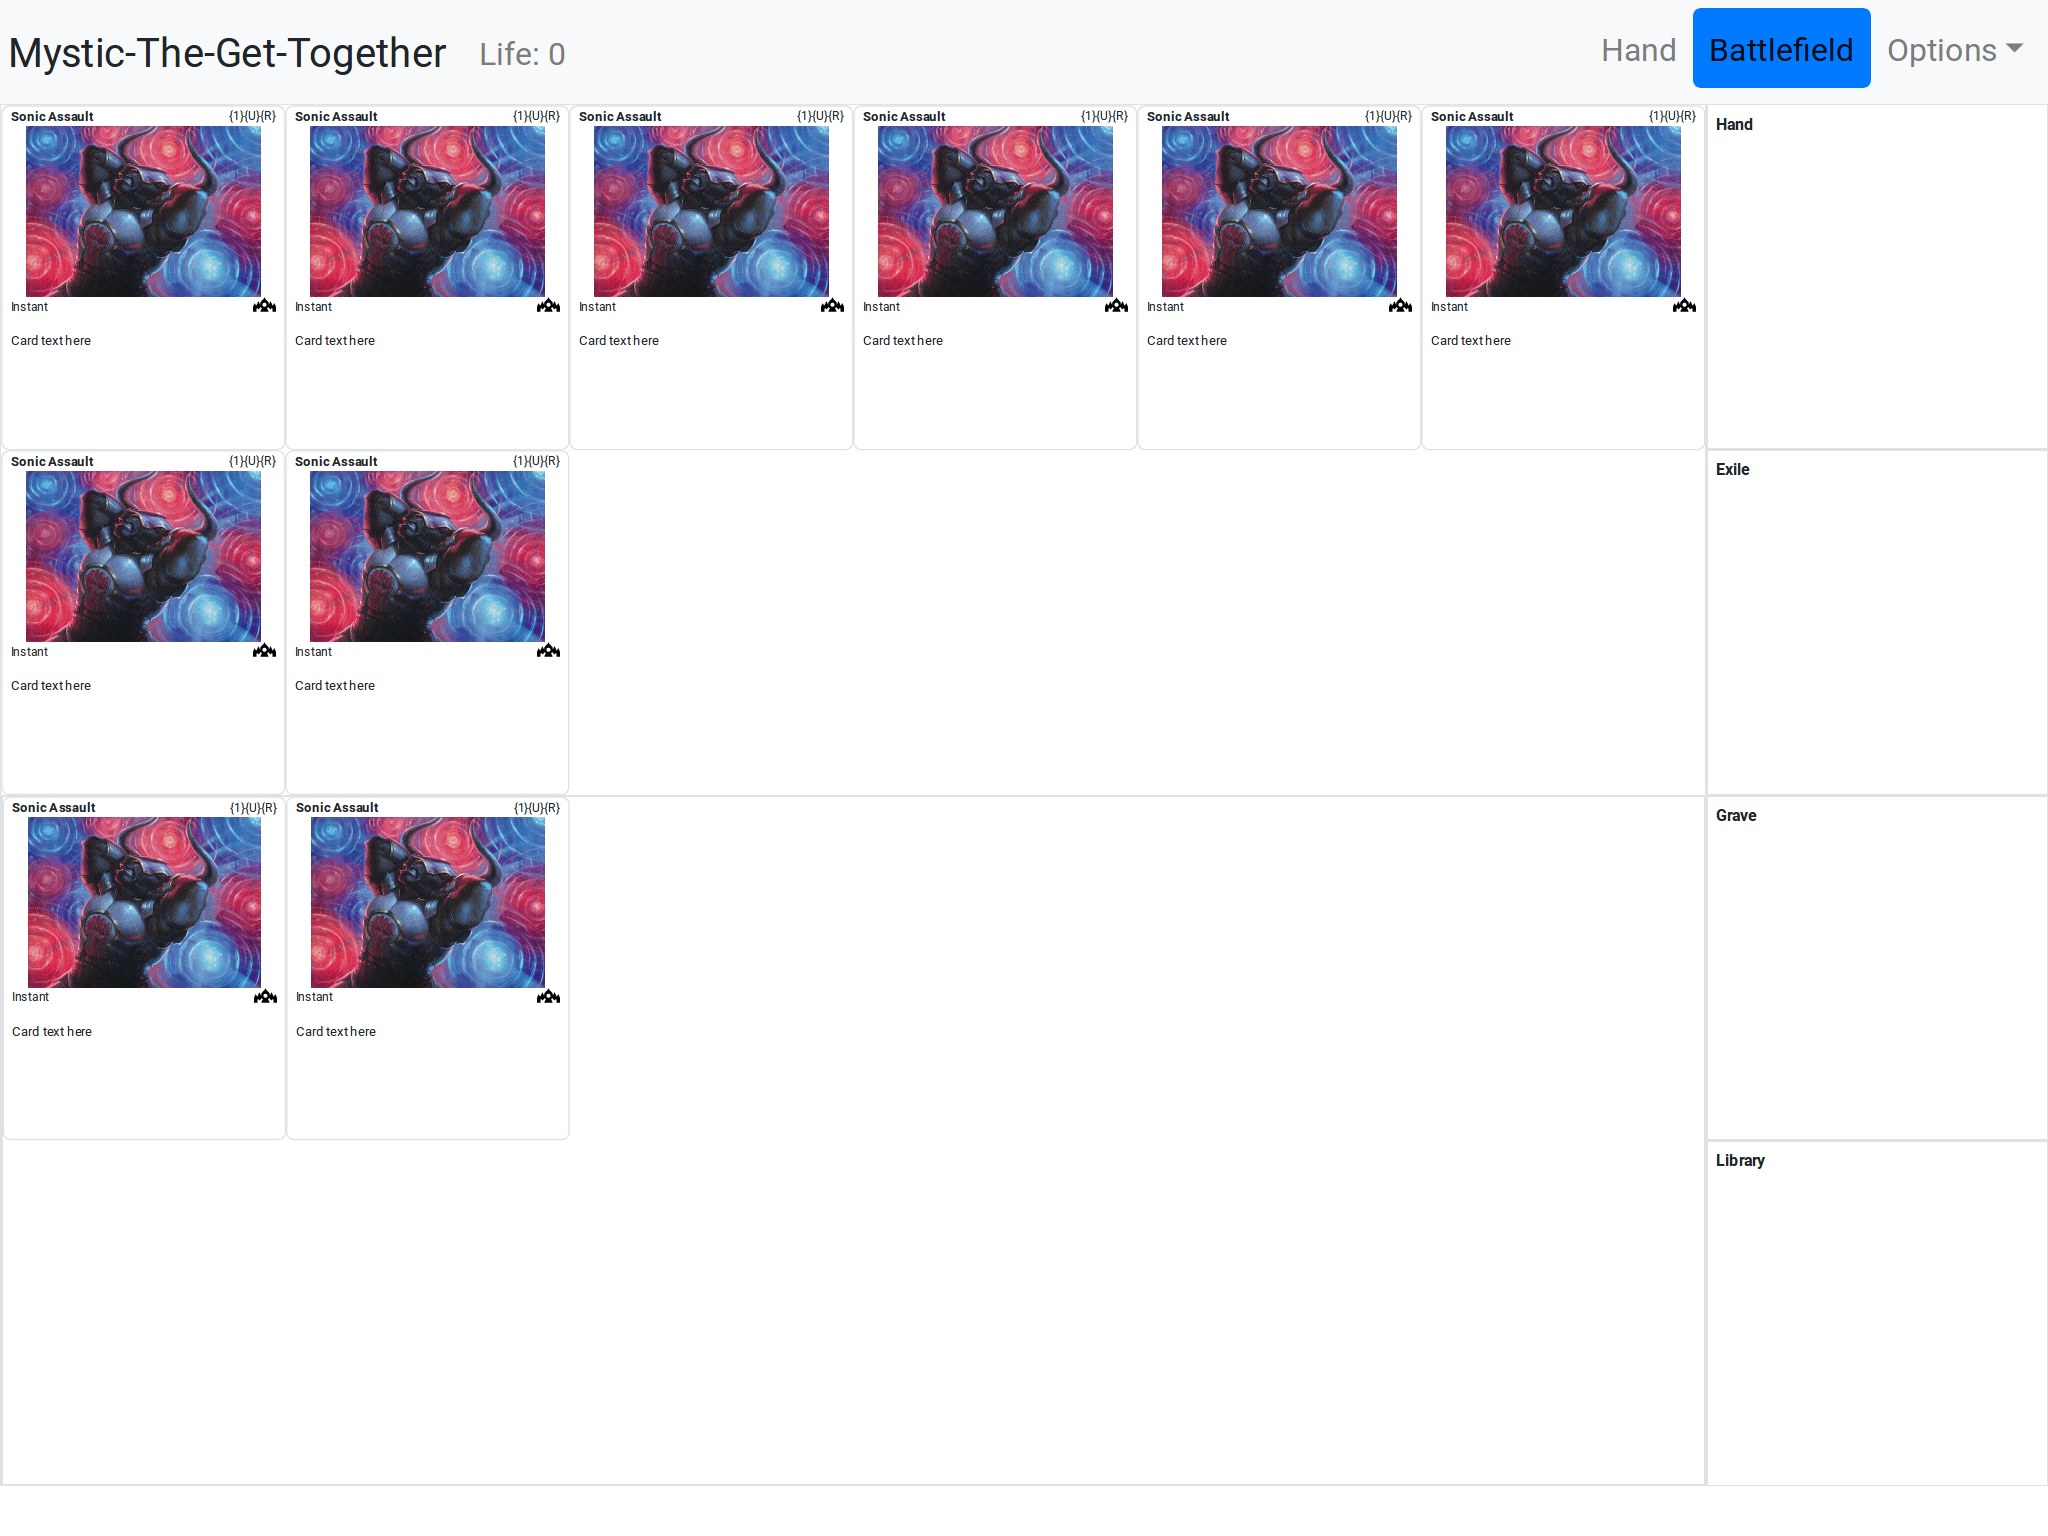 Mystic-The-Get-Together Life: 0 Hand Battlefield Options
Sonic Assault {1}{U}{R} Sonic Assault {1}{U}{R} Sonic Assault {1}{U}{R} Sonic Assault {1}{U}{R} Sonic Assault {1}{U}{R} Sonic Assault {1}{U}{R}
Hand
Instant Instant Instant Instant Instant Instant
Card text here Card text here Card text here Card text here Card text here Card text here
Sonic Assault {1}{U}{R} Sonic Assault {1}{U}{R}
Exile
Instant Instant
Card text here Card text here
Sonic Assault {1}{U}{R} Sonic Assault {1}{U}{R}
Grave
Instant Instant
Card text here Card text here
Library